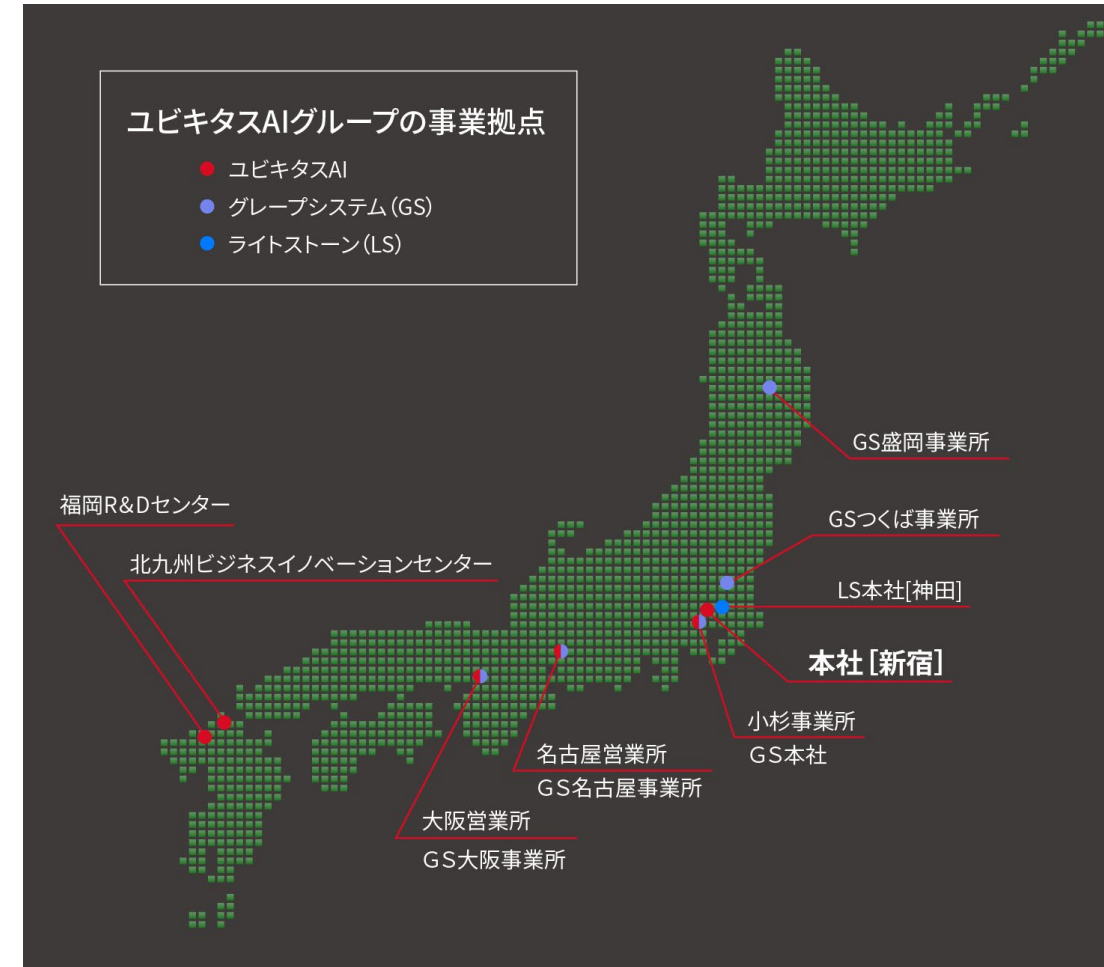 ユビキタスAIグループの事業拠点
ユビキタスAI
グレープシステム(GS)
ライトストーン(LS)
GS盛岡事業所
福岡R&Dセンター
GSつくば事業所
北九州ビジネスイノベーションセンター
LS本社[神田]
本社[新宿]
小杉事業所
GS本社
名古屋営業所
GS名古屋事業所
大阪営業所
GS大阪事業所